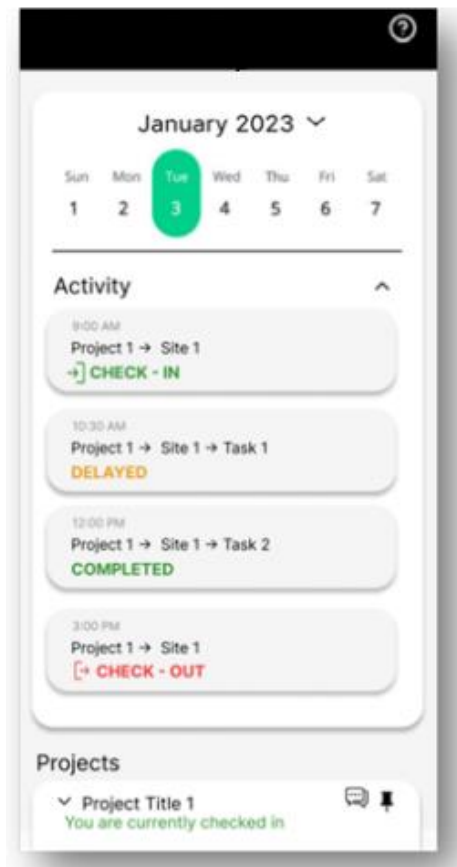 January 2023
Sun Mon Tue Wed Thu Fri Sat
1 2 3 4 5 6 7
Activity
9:00 AM
Project 1 → Site 1
CHECK - IN
10:30 AM
Project 1 → Site 1 → Task 1
DELAYED
12:00 PM
Project 1 → Site 1 → Task 2
COMPLETED
3:00 PM
Project 1 → Site 1
CHECK - OUT
Projects
Project Title 1
You are currently checked in